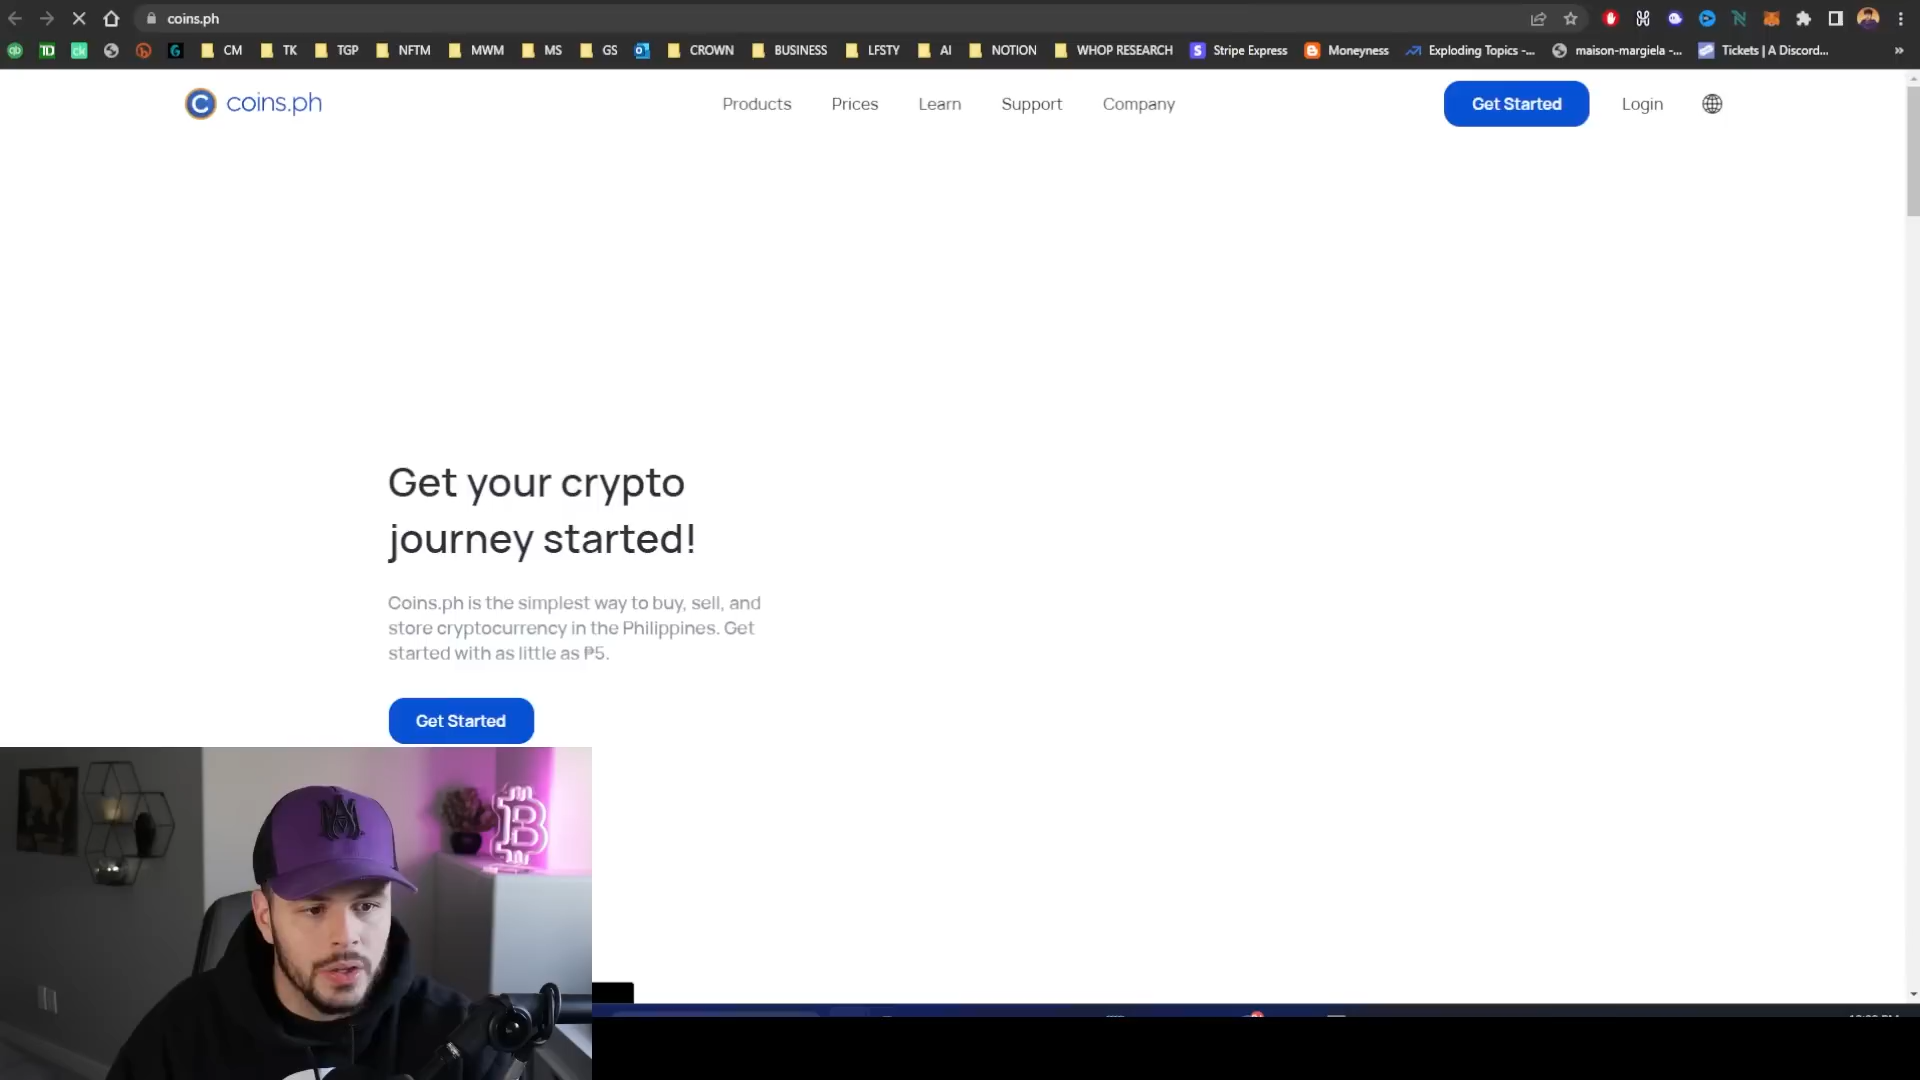 coins.ph
CM TK TGP NFTM MWM MS GS CROWN BUSINESS LFSTY AI NOTION WHOP RESEARCH Stripe Express Moneyness Exploding Topics -... maison-margiela -... Tickets | A Discord... »
coins.ph Products Prices Learn Support Company Get Started Login
Get your crypto
journey started!
Coins.ph is the simplest way to buy, sell, and
store cryptocurrency in the Philippines. Get
started with as little as ₱5.
Get Started